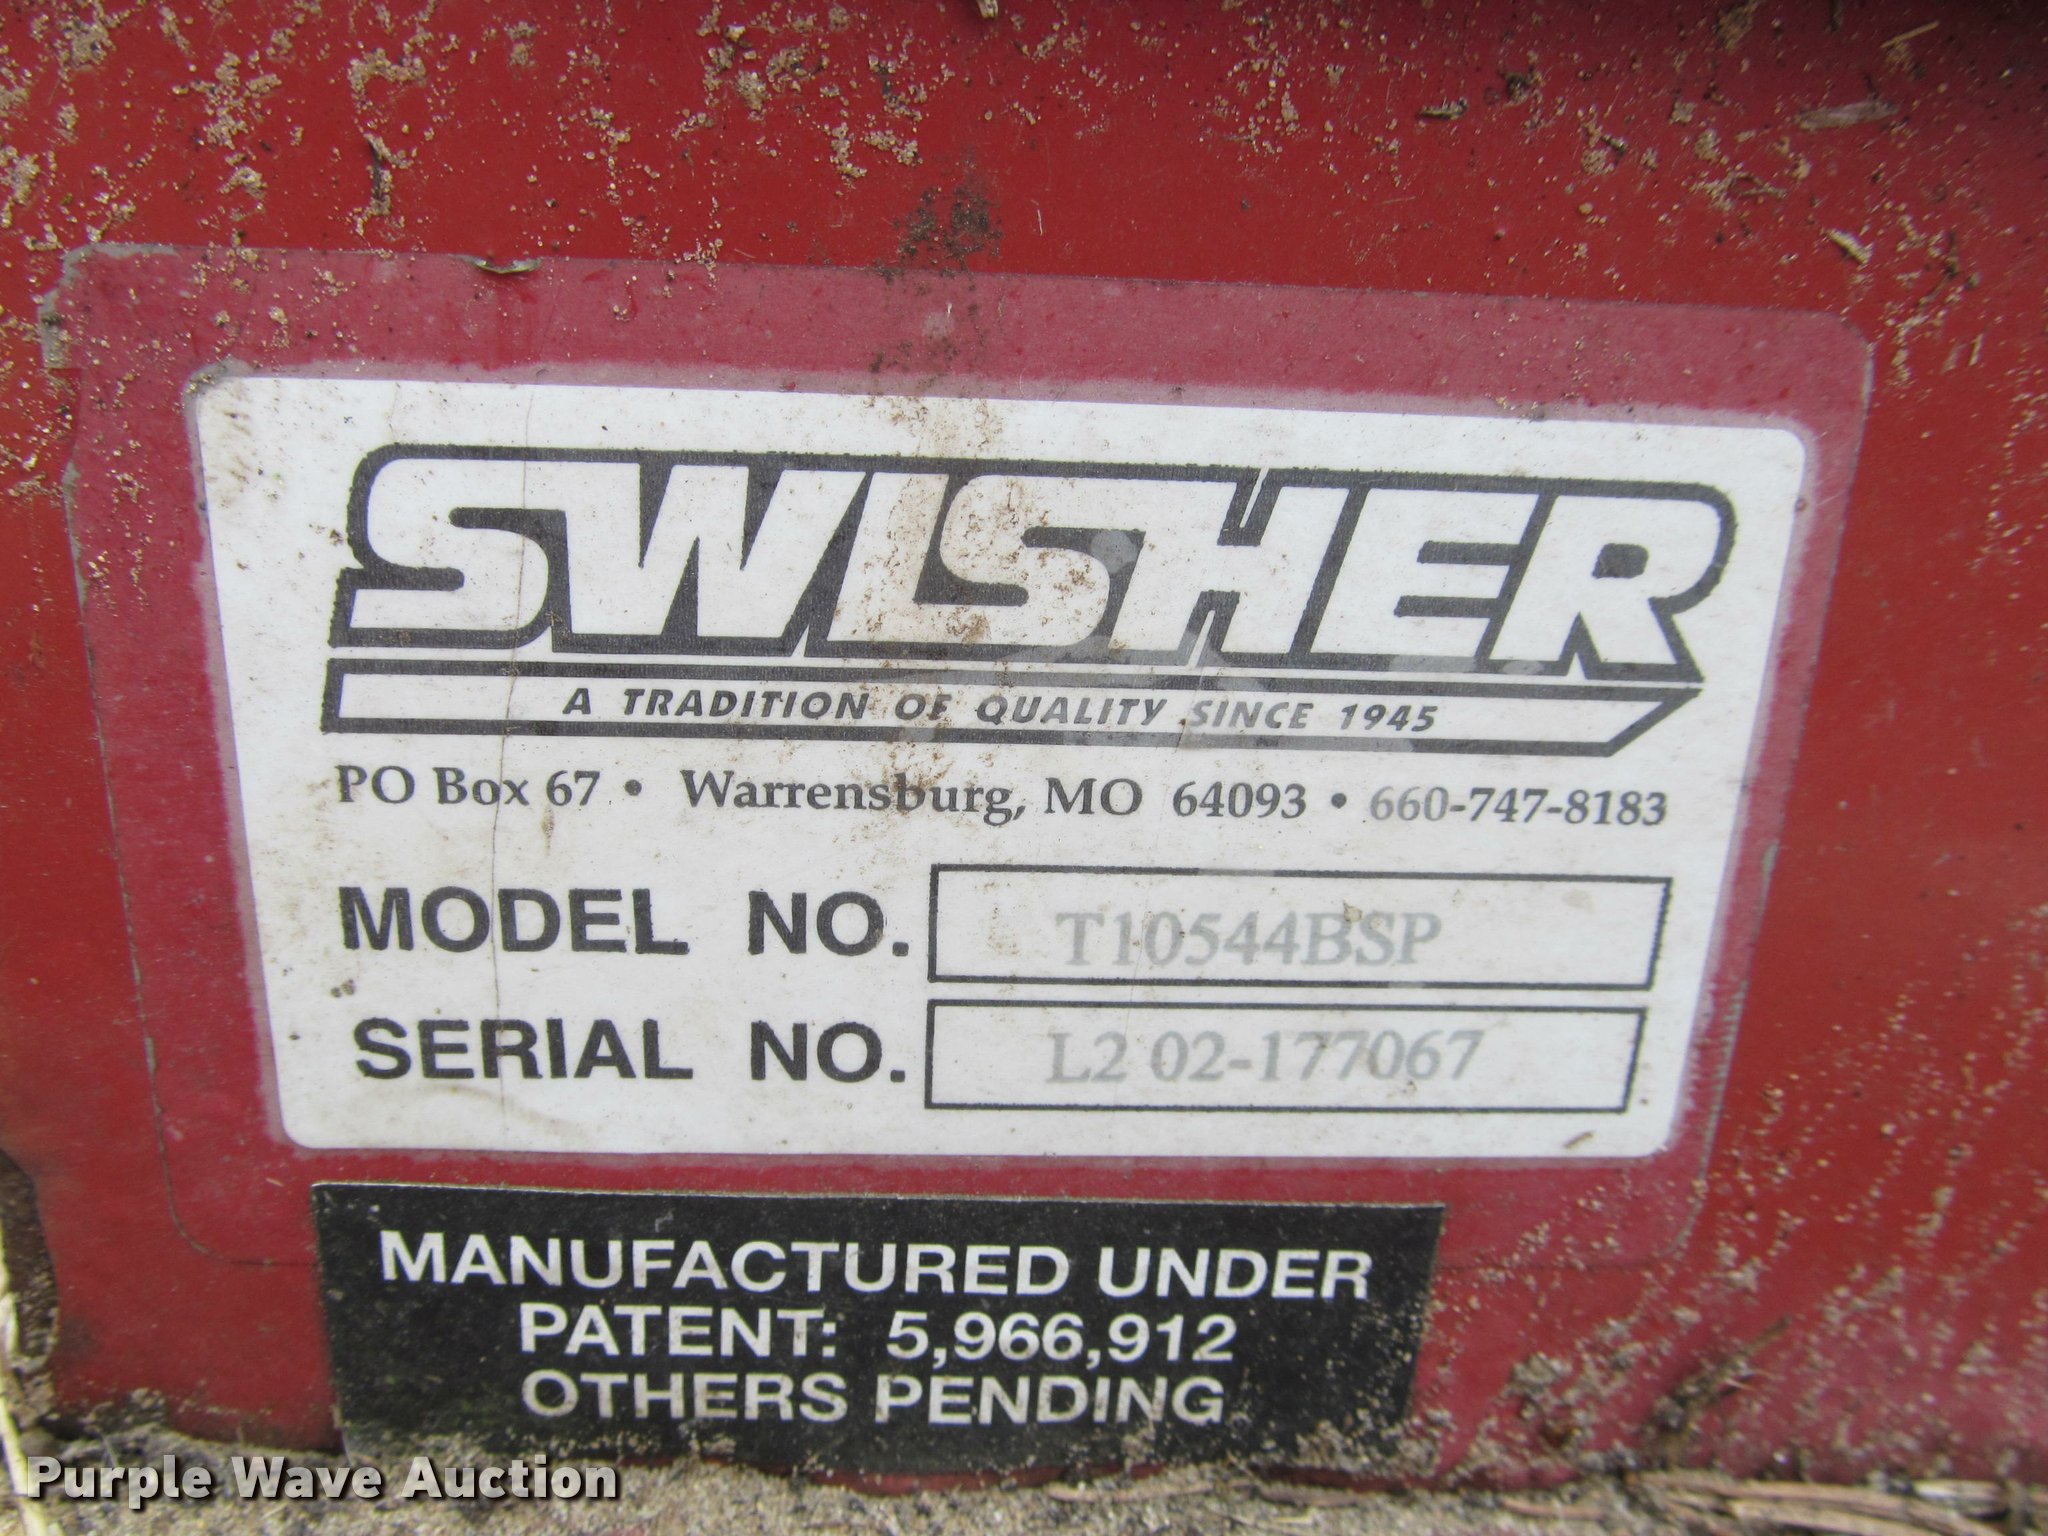 SWISHER
A TRADITION OF QUALITY SINCE 1945
PO Box 67 • Warrensburg, MO 64093 • 660-747-8183
MODEL NO. T10544BSP
SERIAL NO. L2 02-177067
MANUFACTURED UNDER
PATENT: 5,966,912
OTHERS PENDING
Purple Wave Auction